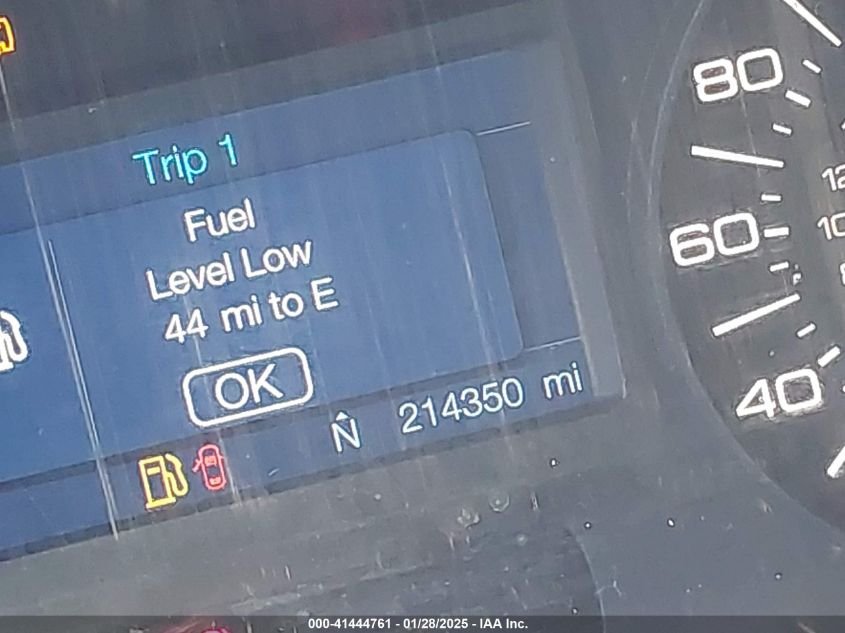 Trip 1
Fuel
Level Low
44 mi to E
OK
N
214350 mi
80
60
40
000-41444761 - 01/28/2025 - IAA Inc.